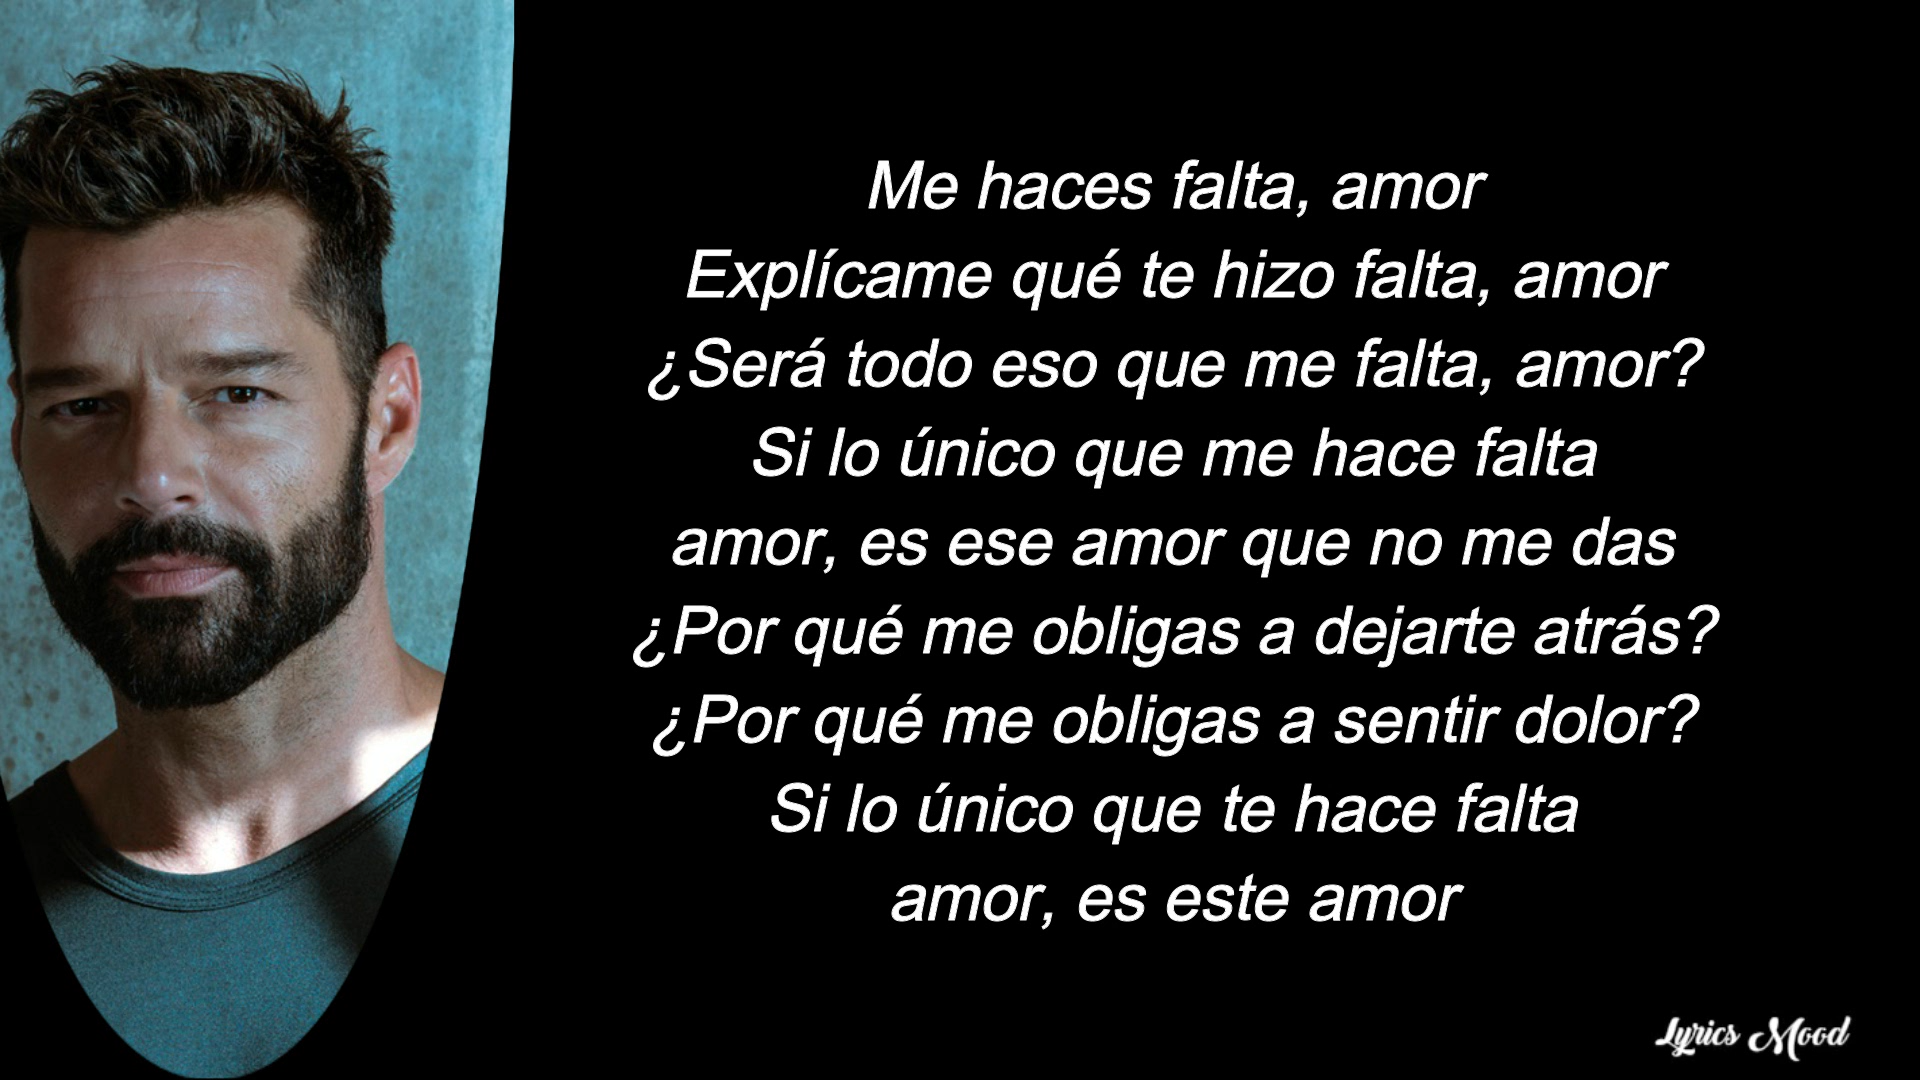 Me haces falta, amor
Explícame qué te hizo falta, amor
¿Será todo eso que me falta, amor?
Si lo único que me hace falta
amor, es ese amor que no me das
¿Por qué me obligas a dejarte atrás?
¿Por qué me obligas a sentir dolor?
Si lo único que te hace falta
amor, es este amor
Lyrics Mood